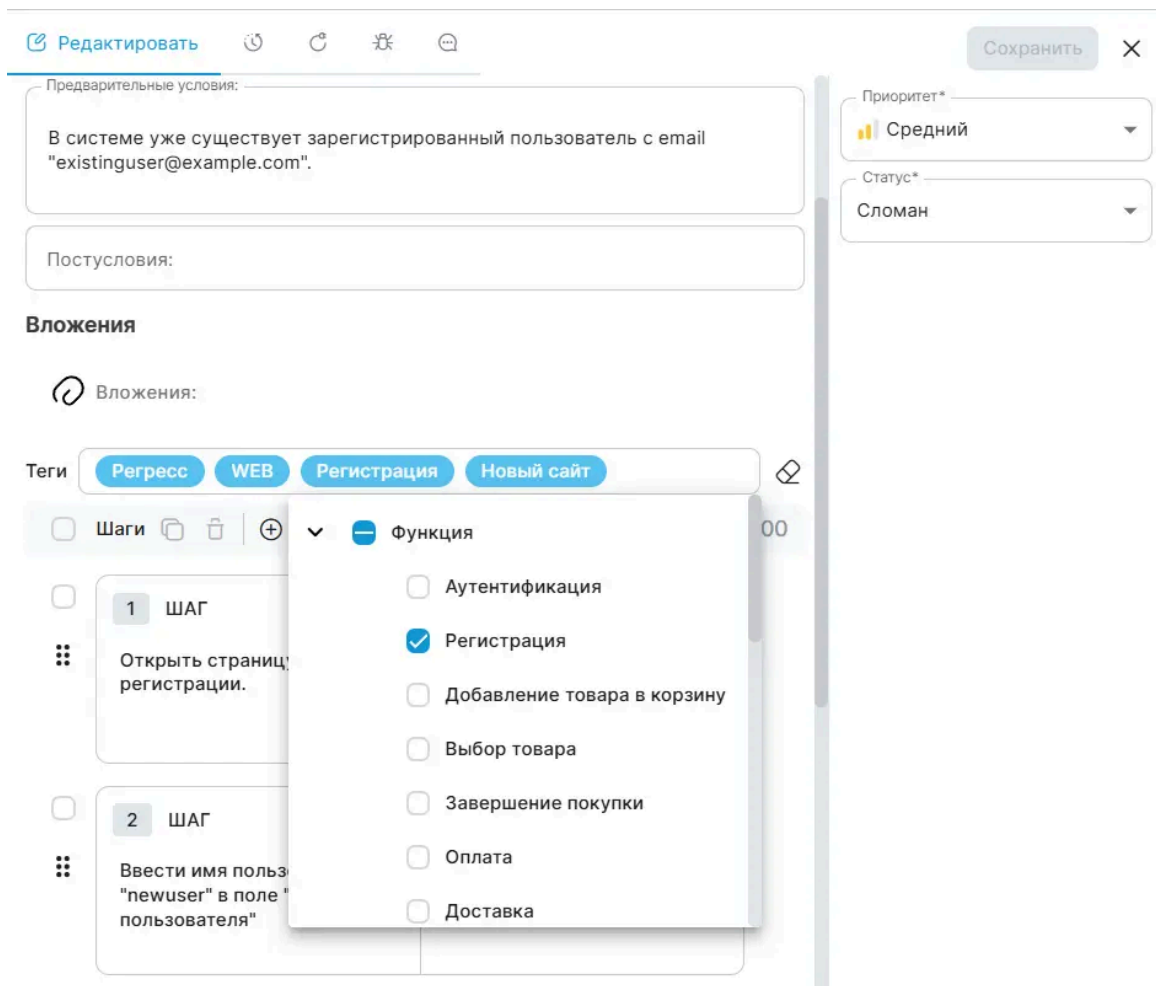 Редактировать
Сохранить
Предварительные условия:
В системе уже существует зарегистрированный пользователь с email
"existinguser@example.com".
Приоритет*
Средний
Статус*
Сломан
Постусловия:
Вложения
Вложения:
Теги Регресс WEB Регистрация Новый сайт
Шаги 00
Функция
Аутентификация
Регистрация
Добавление товара в корзину
Выбор товара
Завершение покупки
Оплата
Доставка
1 ШАГ
Открыть
регистрации.
2 ШАГ
Ввести имя
"newuser" в поле "
пользователя"